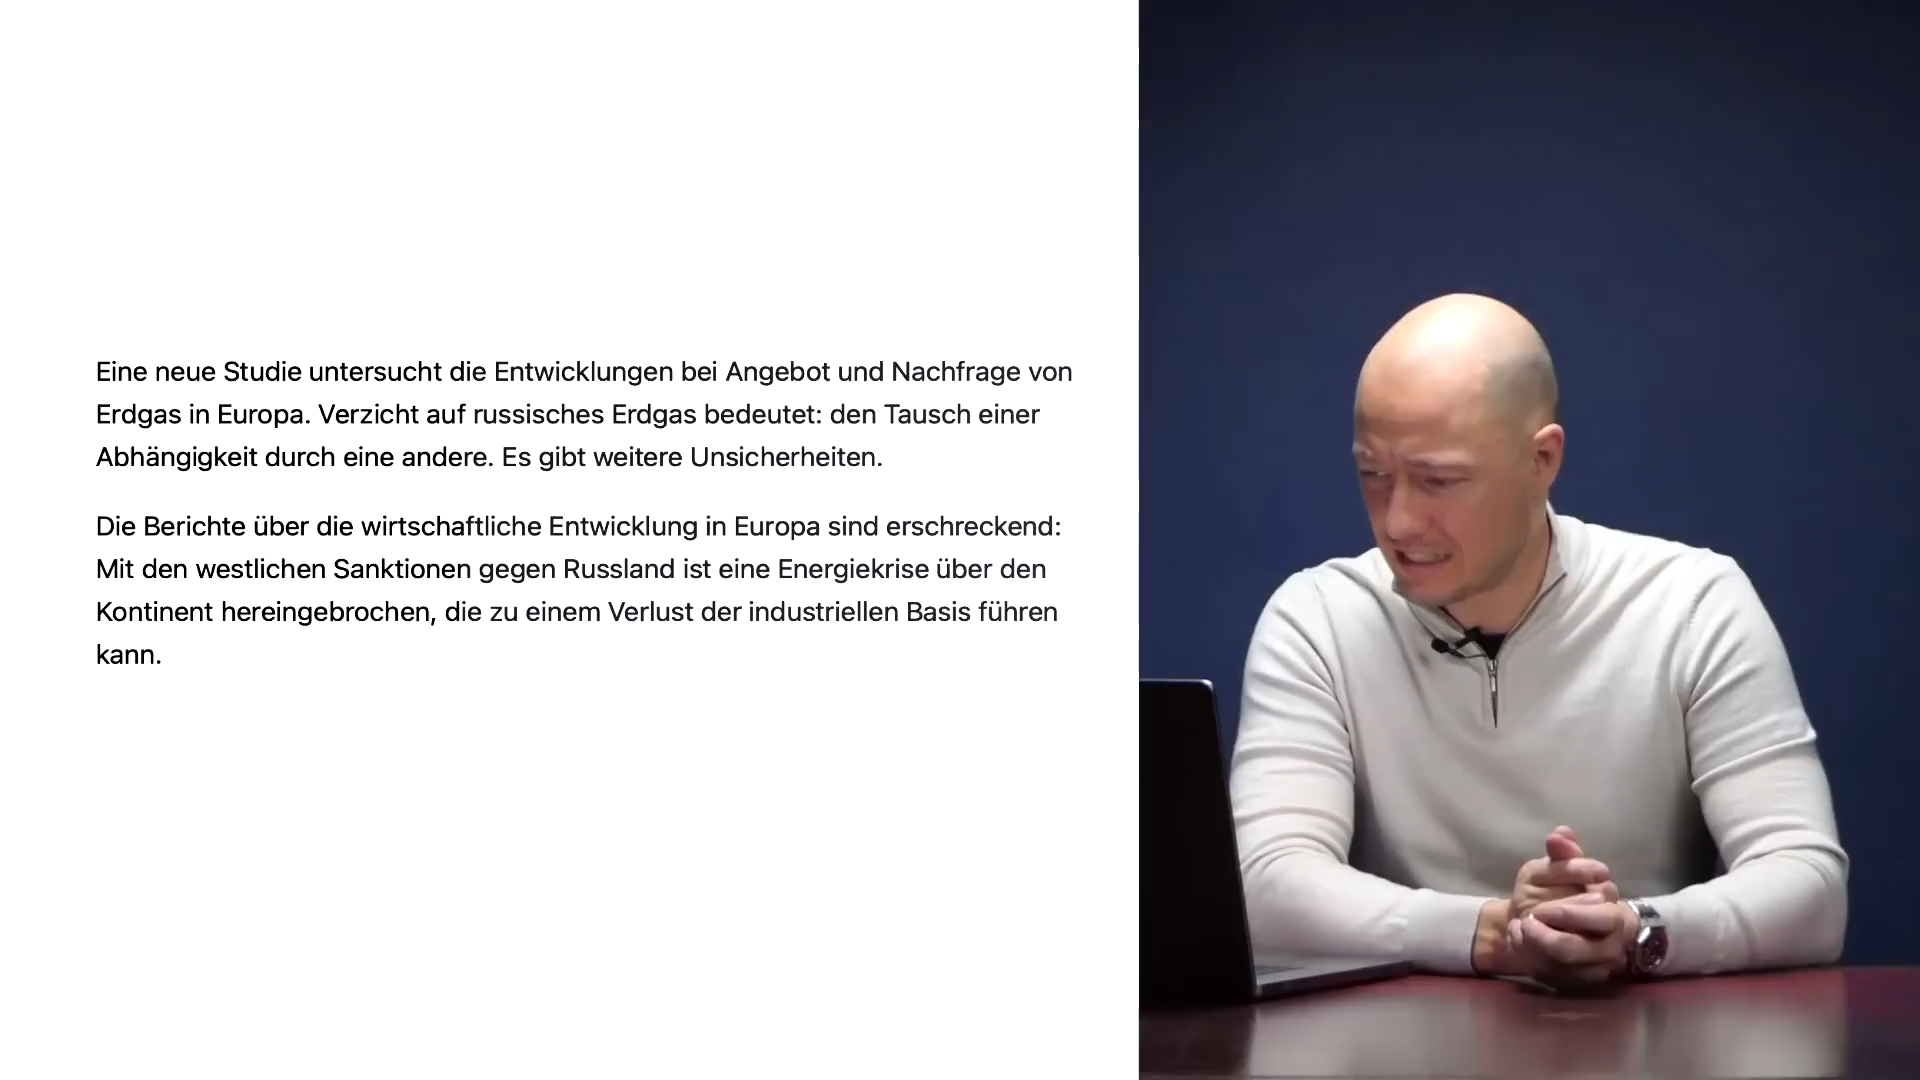 Eine neue Studie untersucht die Entwicklungen bei Angebot und Nachfrage von
Erdgas in Europa. Verzicht auf russisches Erdgas bedeutet: den Tausch einer
Abhängigkeit durch eine andere. Es gibt weitere Unsicherheiten.
Die Berichte über die wirtschaftliche Entwicklung in Europa sind erschreckend:
Mit den westlichen Sanktionen gegen Russland ist eine Energiekrise über den
Kontinent hereingebrochen, die zu einem Verlust der industriellen Basis führen
kann.